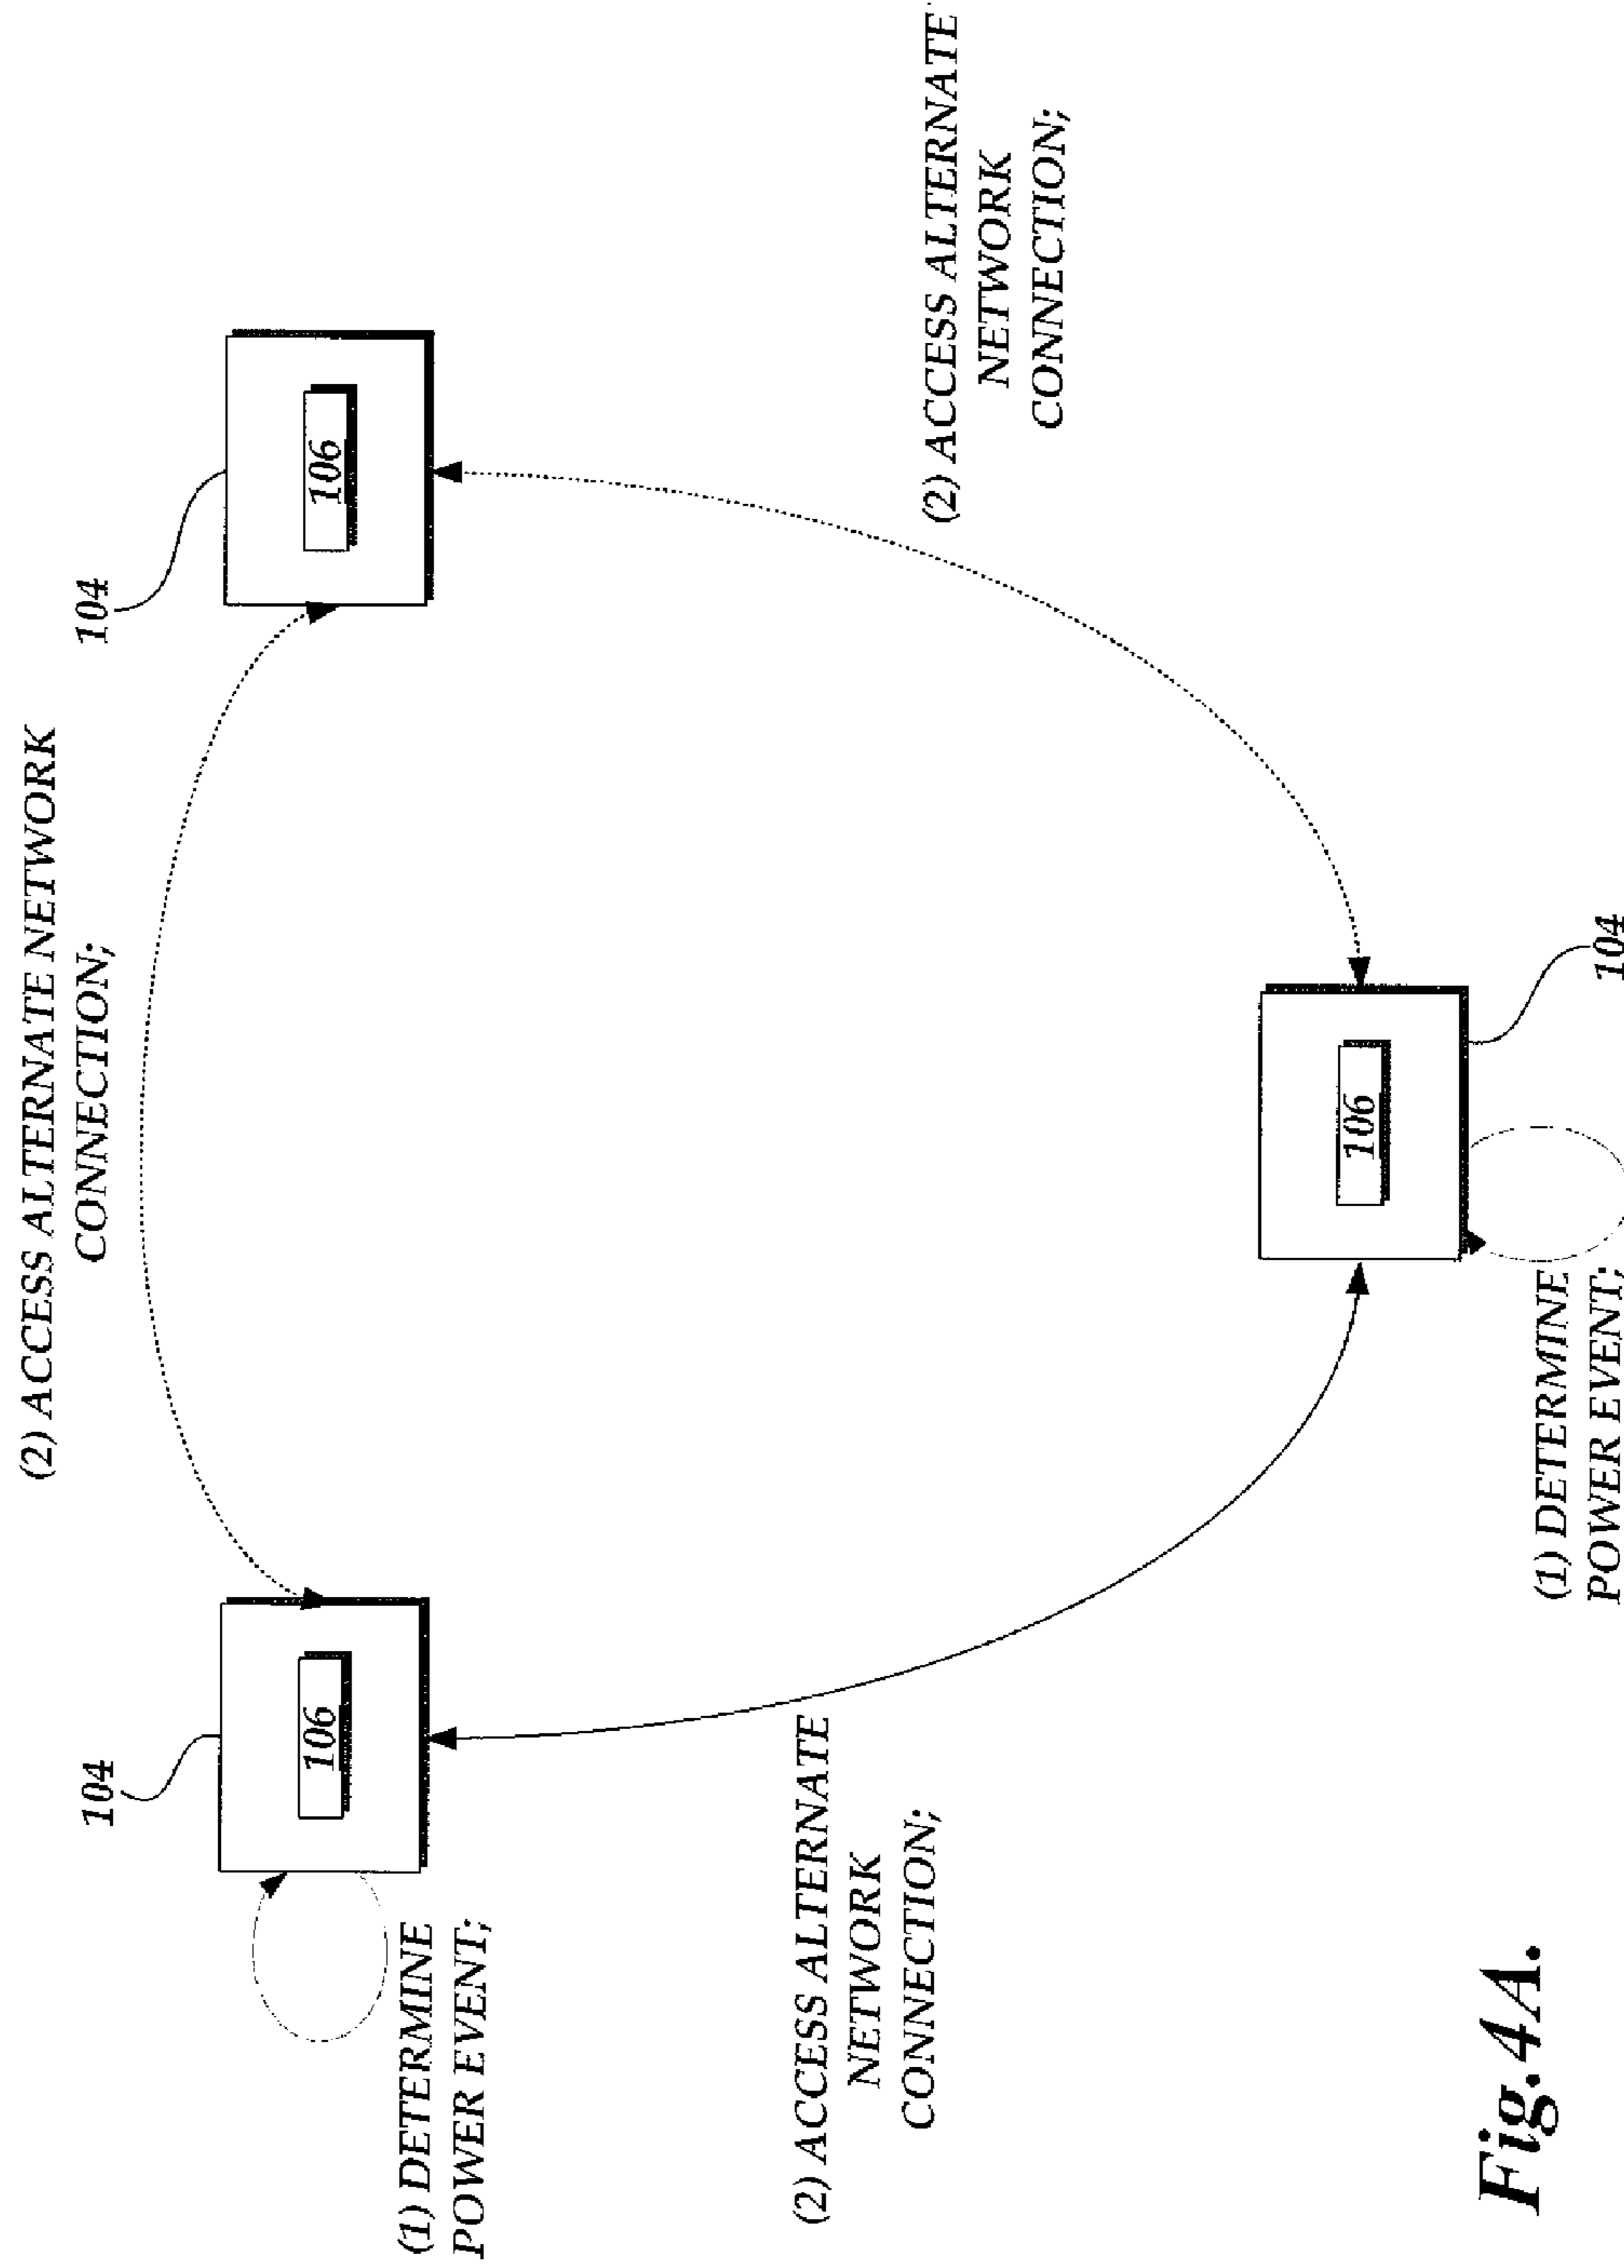 (2) ACCESS ALTERNATE NETWORK
CONNECTION;
104
104
106
106
(1) DETERMINE
POWER EVENT;
(2) ACCESS ALTERNATE
NETWORK
CONNECTION;
(2) ACCESS ALTERNATE
NETWORK
CONNECTION;
106
104
(1) DETERMINE
POWER EVENT;
Fig.4A.